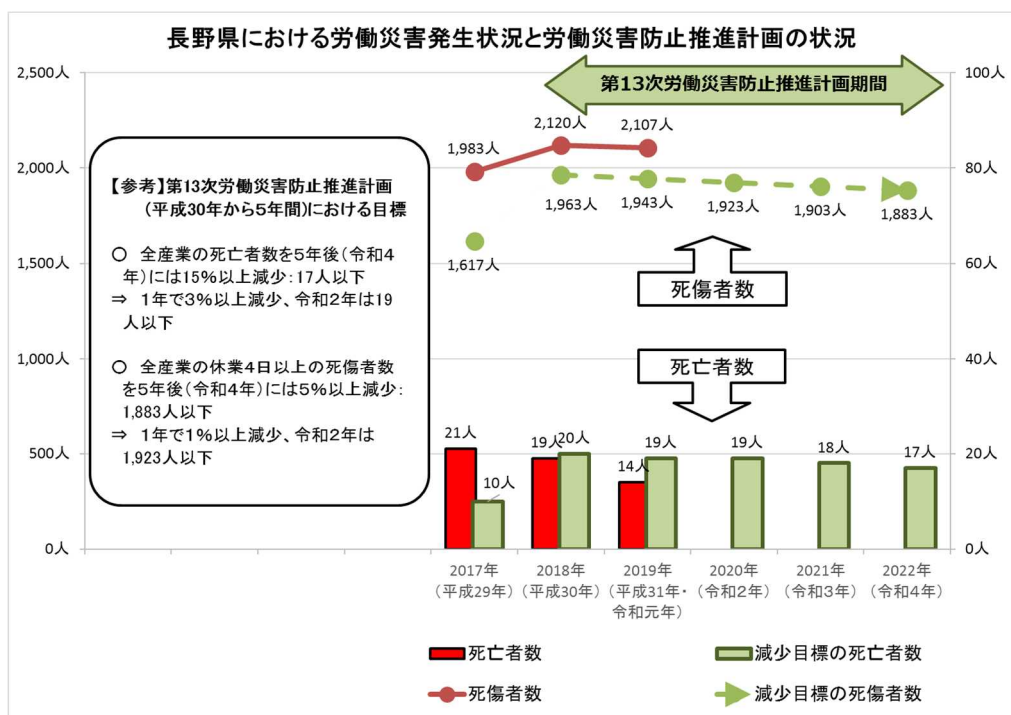 長野県における労働災害発生状況と労働災害防止推進計画の状況
2,500人
2,000人
1,500人
1,000人
500人
0人
100人
80人
60人
40人
20人
0人
第13次労働災害防止推進計画期間
【参考】第13次労働災害防止推進計画
(平成30年から5年間)における目標
○ 全産業の死亡者数を5年後(令和4
年)には15%以上減少:17人以下
⇒ 1年で3%以上減少、令和2年は19
人以下
○ 全産業の休業4日以上の死傷者数
を5年後(令和4年)には5%以上減少:
1,883人以下
⇒ 1年で1%以上減少、令和2年は
1,923人以下
1,983人
2,120人
2,107人
1,617人
1,963人
1,943人
1,923人
1,903人
1,883人
死傷者数
死亡者数
21人
10人
19人
20人
14人
19人
19人
18人
17人
2017年
(平成29年)
2018年
(平成30年)
2019年
(平成31年・
令和元年)
2020年
(令和2年)
2021年
(令和3年)
2022年
(令和4年)
死亡者数
減少目標の死亡者数
死傷者数
減少目標の死傷者数